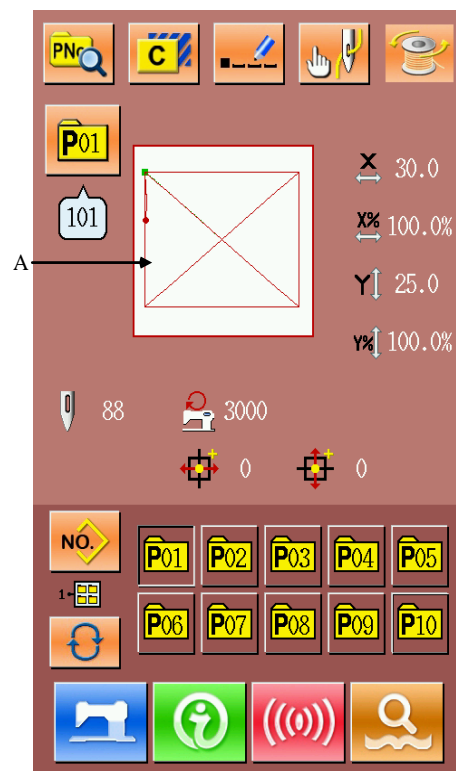 PNo
C
P01
101
A
X 30.0
X% 100.0%
Y 25.0
Y% 100.0%
88
3000
0
0
NO.
P01 P02 P03 P04 P05
1-
P06 P07 P08 P09 P10
i